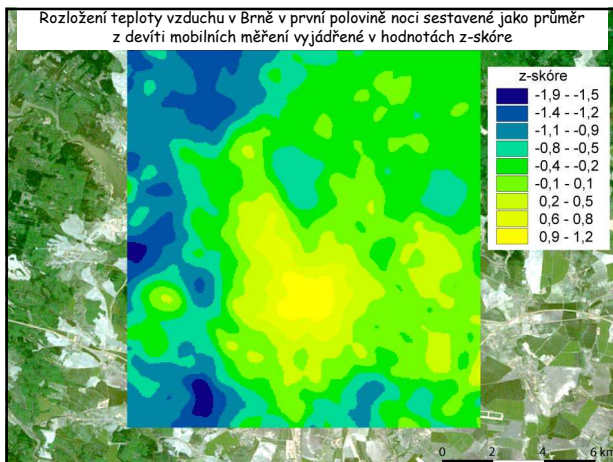 Rozložení teploty vzduchu v Brně v první polovině noci sestavené jako průměr
z devíti mobilních měření vyjádřené v hodnotách z-skóre
z-skóre
-1,9 - -1,5
-1.4 - -1,2
-1,1 - -0,9
-0,8 - -0,5
-0,4 - -0,2
-0,1 - 0,1
0,2 - 0,5
0,6 - 0,8
0,9 - 1,2
0 2 4 6 km